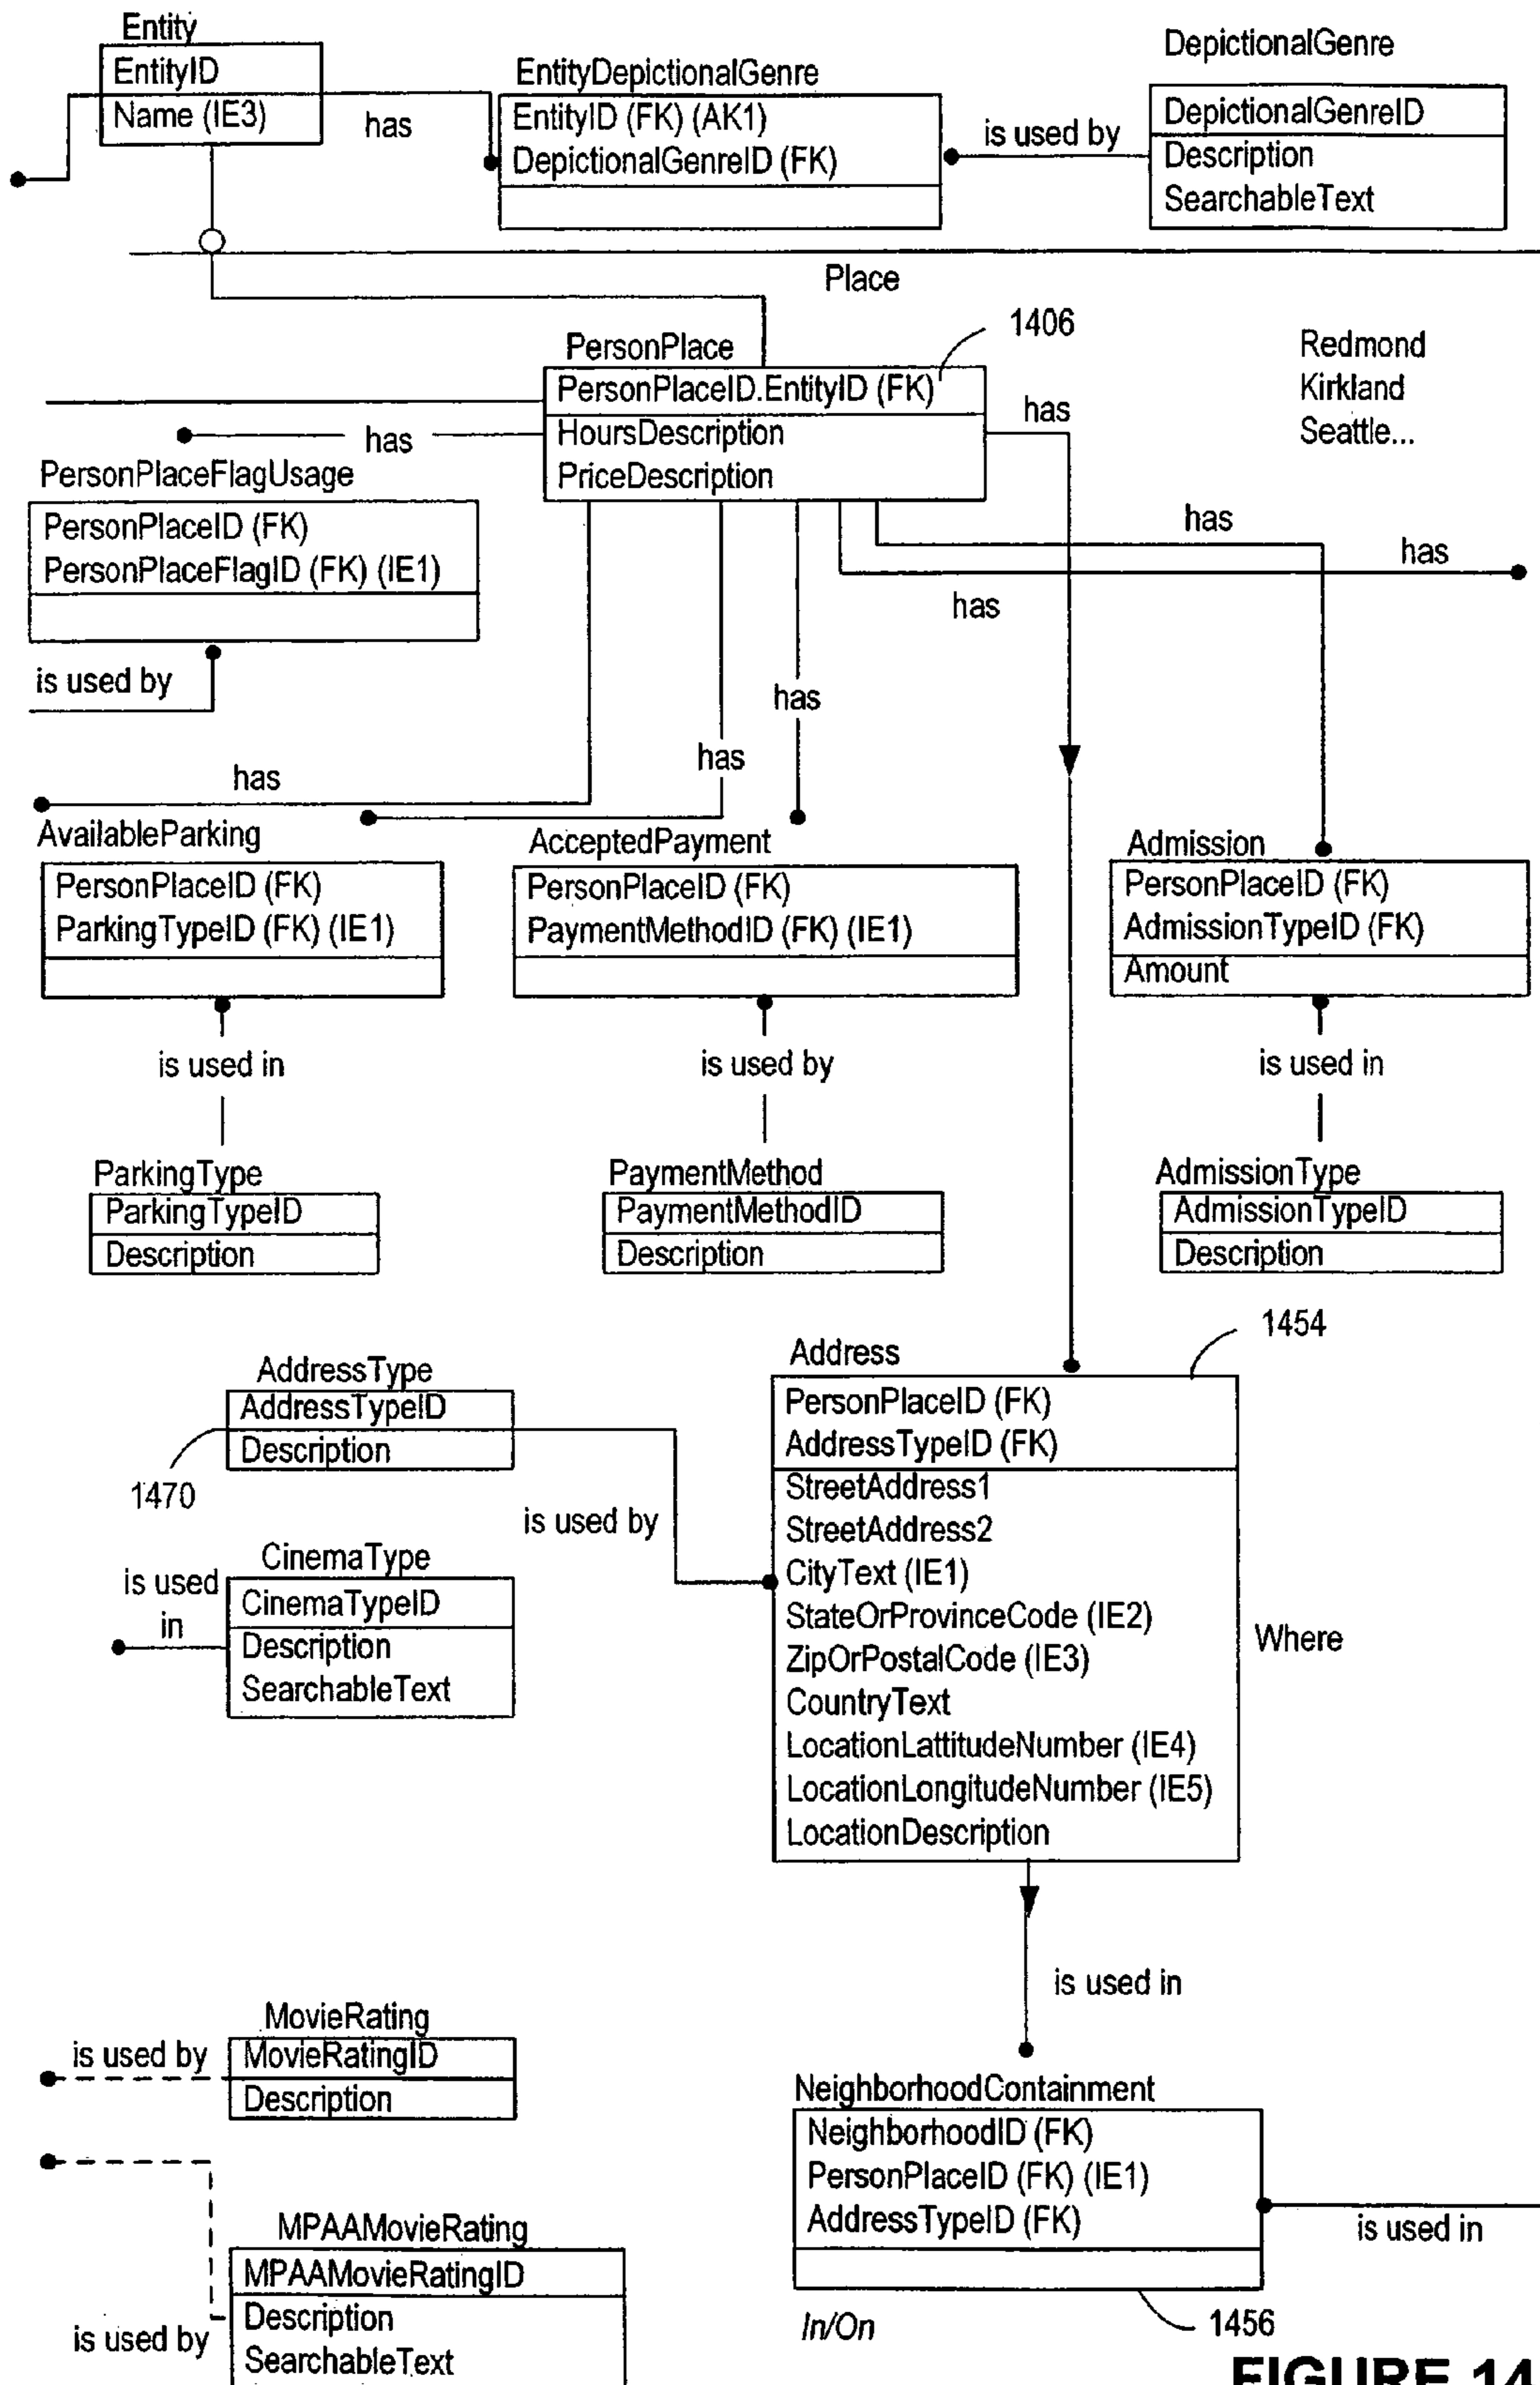 Entity
EntityID
Name (IE3)
has
EntityDepictionalGenre
EntityID (FK) (AK1)
DepictionalGenreID (FK)
is used by
DepictionalGenre
DepictionalGenreID
Description
SearchableText
Place
PersonPlace
1406
PersonPlaceID.EntityID (FK)
HoursDescription
PriceDescription
has
has
Redmond
Kirkland
Seattle...
PersonPlaceFlagUsage
PersonPlaceID (FK)
PersonPlaceFlagID (FK) (IE1)
is used by
has
has
has
has
has
has
AvailableParking
PersonPlaceID (FK)
ParkingTypeID (FK) (IE1)
AcceptedPayment
PersonPlaceID (FK)
PaymentMethodID (FK) (IE1)
Admission
PersonPlaceID (FK)
AdmissionTypeID (FK)
Amount
is used in
is used by
is used in
ParkingType
ParkingTypeID
Description
PaymentMethod
PaymentMethodID
Description
AdmissionType
AdmissionTypeID
Description
AddressType
AddressTypeID
Description
1470
is used by
CinemaType
is used
in
CinemaTypeID
Description
SearchableText
Address
1454
PersonPlaceID (FK)
AddressTypeID (FK)
StreetAddress1
StreetAddress2
CityText (IE1)
StateOrProvinceCode (IE2)
ZipOrPostalCode (IE3)
CountryText
LocationLattitudeNumber (IE4)
LocationLongitudeNumber (IE5)
LocationDescription
Where
is used in
MovieRating
is used by
MovieRatingID
Description
MPAAMovieRating
MPAAMovieRatingID
Description
SearchableText
is used by
NeighborhoodContainment
NeighborhoodID (FK)
PersonPlaceID (FK) (IE1)
AddressTypeID (FK)
is used in
In/On
1456
FIGURE 14